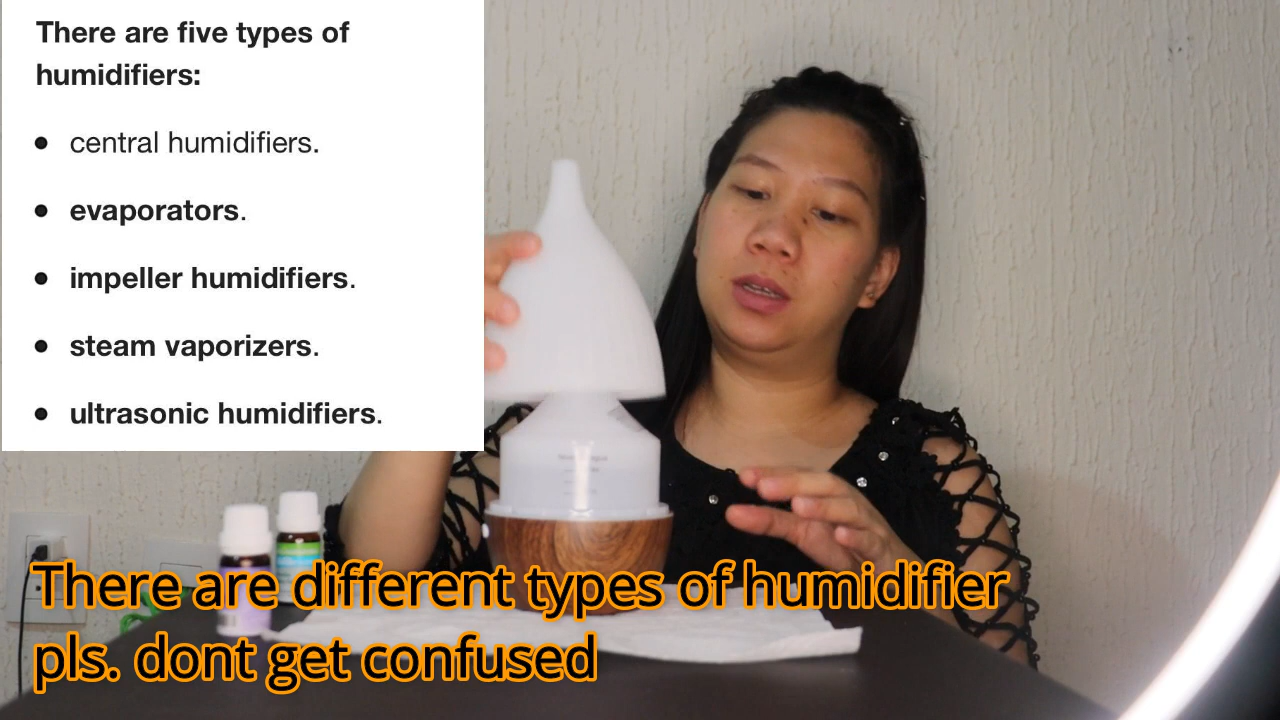 There are five types of
humidifiers:
● central humidifiers.
● evaporators.
● impeller humidifiers.
● steam vaporizers.
● ultrasonic humidifiers.
There are different types of humidifier
pls. dont get confused